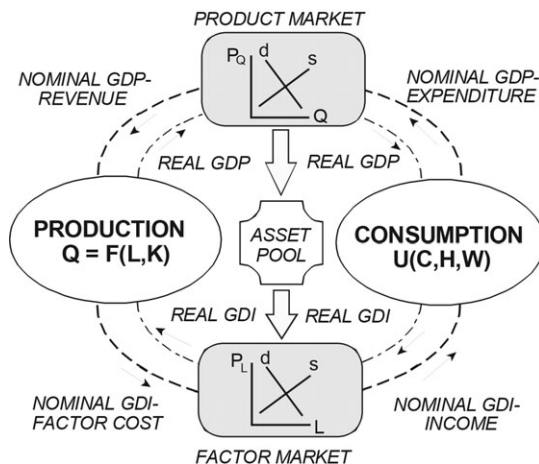 PRODUCT MARKET
P_Q d s
Q
NOMINAL GDP-
REVENUE
NOMINAL GDP-
EXPENDITURE
REAL GDP
REAL GDP
PRODUCTION
Q = F(L,K)
ASSET
POOL
CONSUMPTION
U(C,H,W)
REAL GDI
REAL GDI
P_L d s
L
NOMINAL GDI-
FACTOR COST
NOMINAL GDI-
INCOME
FACTOR MARKET